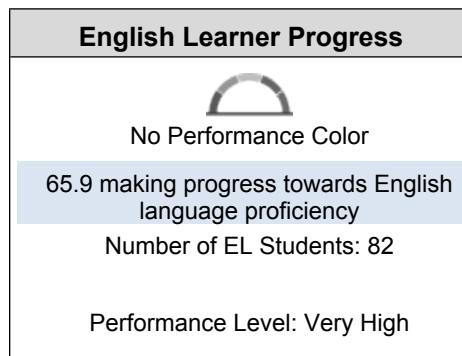 English Learner Progress
No Performance Color
65.9 making progress towards English
language proficiency
Number of EL Students: 82
Performance Level: Very High